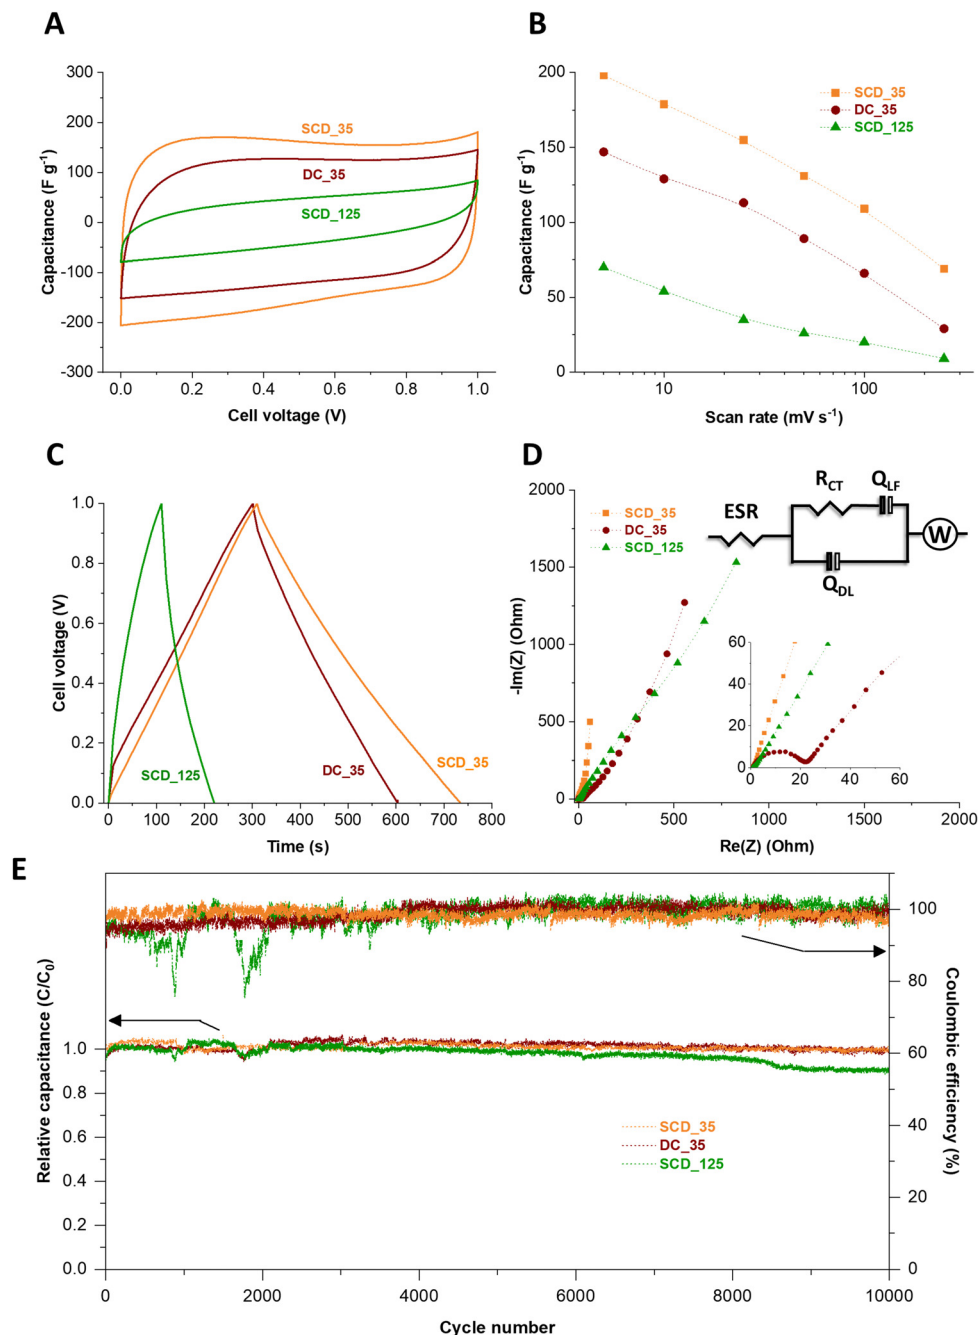 A
300
200
100
0
-100
-200
-300
Capacitance (F g⁻¹)
SCD_35
DC_35
SCD_125
0.0 0.2 0.4 0.6 0.8 1.0
Cell voltage (V)
B
200
150
100
50
0
Capacitance (F g⁻¹)
SCD_35
DC_35
SCD_125
10 100
Scan rate (mV s⁻¹)
C
1.0
0.8
0.6
0.4
0.2
0.0
Cell voltage (V)
SCD_125
DC_35
SCD_35
0 100 200 300 400 500 600 700 800
Time (s)
D
2000
1500
1000
500
0
-Im(Z) (Ohm)
SCD_35
DC_35
SCD_125
ESR
R_CT
Q_LF
Q_DL
W
60
40
20
0
0 10 20 30 40 50 60
0 500 1000 1500 2000
Re(Z) (Ohm)
E
1.0
0.8
0.6
0.4
0.2
0.0
Relative capacitance (C/C₀)
100
80
60
40
20
0
Coulombic efficiency (%)
SCD_35
DC_35
SCD_125
0 2000 4000 6000 8000 10000
Cycle number